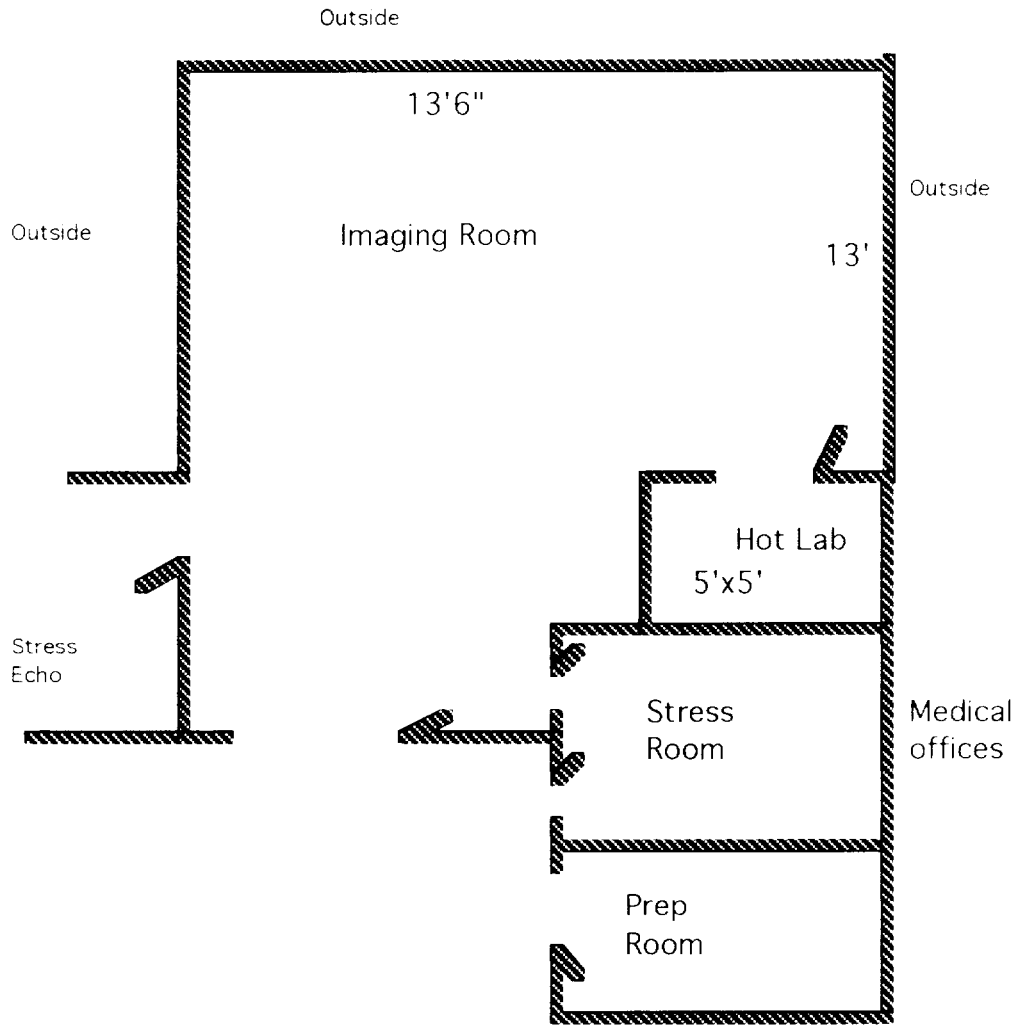 Outside
13'6"
Outside
Outside
Imaging Room
13'
Hot Lab
5'x5'
Stress
Echo
Stress
Room
Medical
offices
Prep
Room